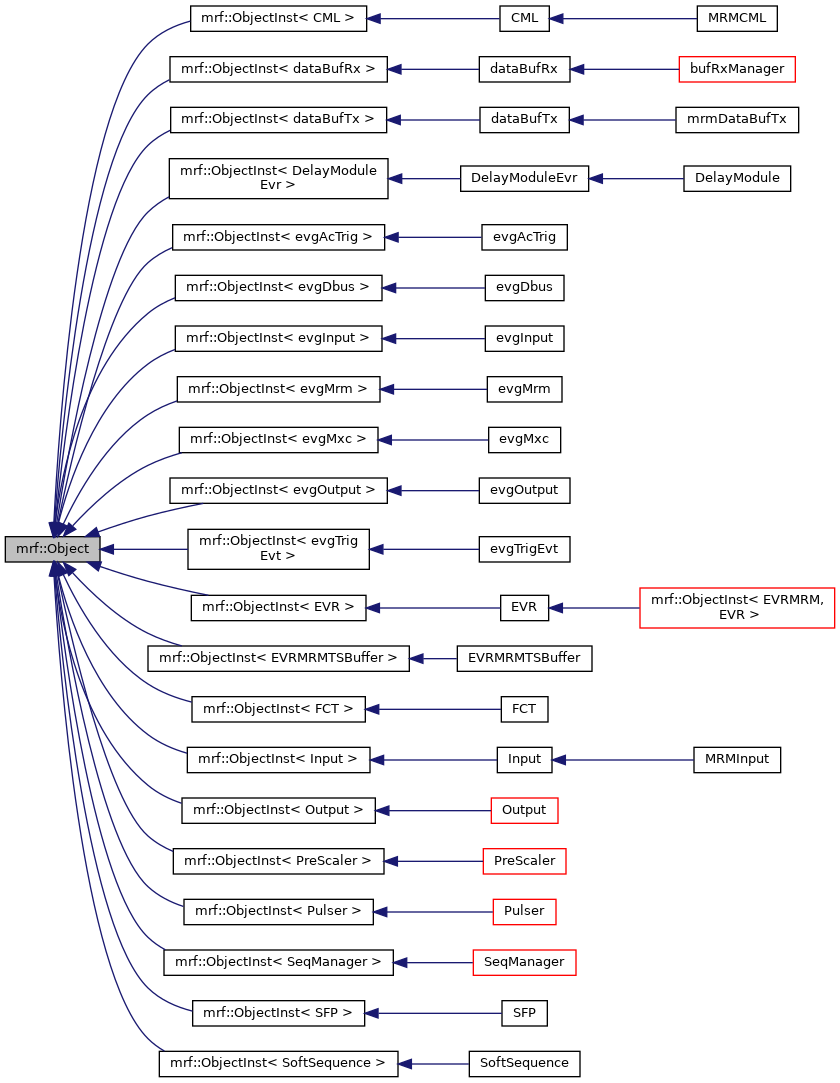 mrf::ObjectInst< CML >
CML
MRMCML
mrf::ObjectInst< dataBufRx >
dataBufRx
bufRxManager
mrf::ObjectInst< dataBufTx >
dataBufTx
mrmDataBufTx
mrf::ObjectInst< DelayModule
Evr >
DelayModuleEvr
DelayModule
mrf::ObjectInst< evgAcTrig >
evgAcTrig
mrf::ObjectInst< evgDbus >
evgDbus
mrf::ObjectInst< evgInput >
evgInput
mrf::ObjectInst< evgMrm >
evgMrm
mrf::ObjectInst< evgMxc >
evgMxc
mrf::ObjectInst< evgOutput >
evgOutput
mrf::Object
mrf::ObjectInst< evgTrig
Evt >
evgTrigEvt
mrf::ObjectInst< EVR >
EVR
mrf::ObjectInst< EVRMRM,
EVR >
mrf::ObjectInst< EVRMRMTSBuffer >
EVRMRMTSBuffer
mrf::ObjectInst< FCT >
FCT
mrf::ObjectInst< Input >
Input
MRMInput
mrf::ObjectInst< Output >
Output
mrf::ObjectInst< PreScaler >
PreScaler
mrf::ObjectInst< Pulser >
Pulser
mrf::ObjectInst< SeqManager >
SeqManager
mrf::ObjectInst< SFP >
SFP
mrf::ObjectInst< SoftSequence >
SoftSequence